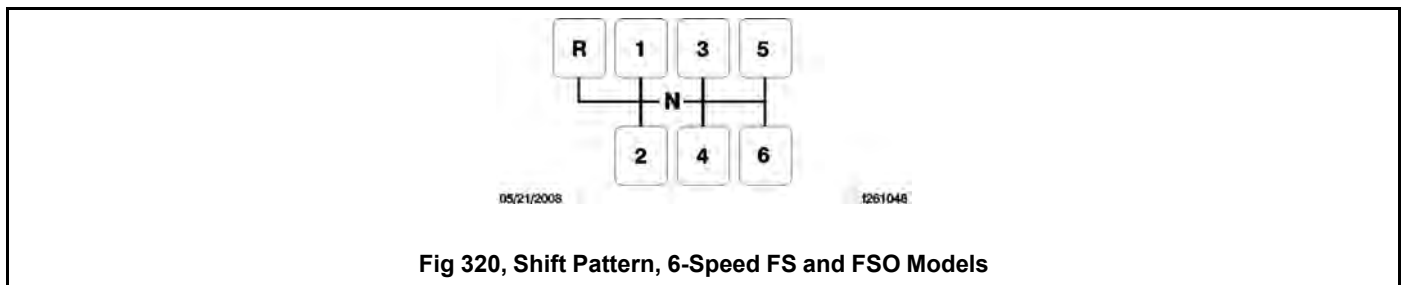 R 1 3 5
N
2 4 6
05/21/2008 f261048
Fig 320, Shift Pattern, 6-Speed FS and FSO Models